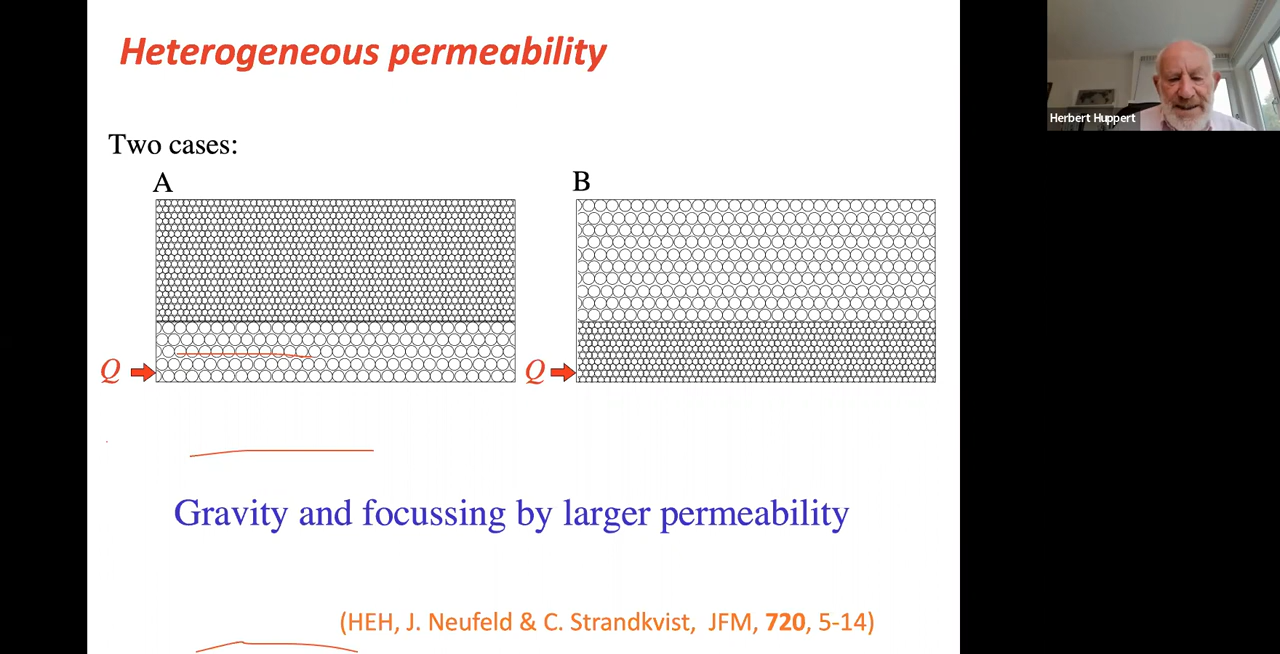 Heterogeneous permeability
Herbert Huppert
Two cases:
A
B
Q
Q
Gravity and focussing by larger permeability
(HEH, J. Neufeld & C. Strandkvist, JFM, 720, 5-14)